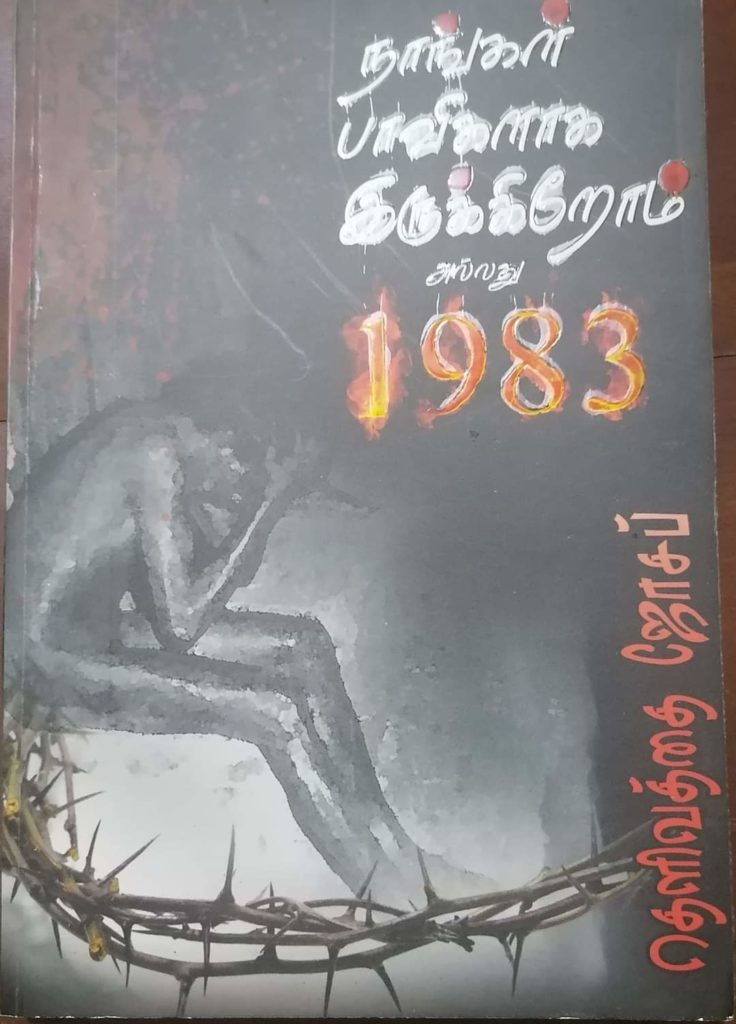 நாங்கள்
பாவிகளாக
இருக்கிறோம்
அல்லது
1983
தெளிவத்தை ஜோசப்